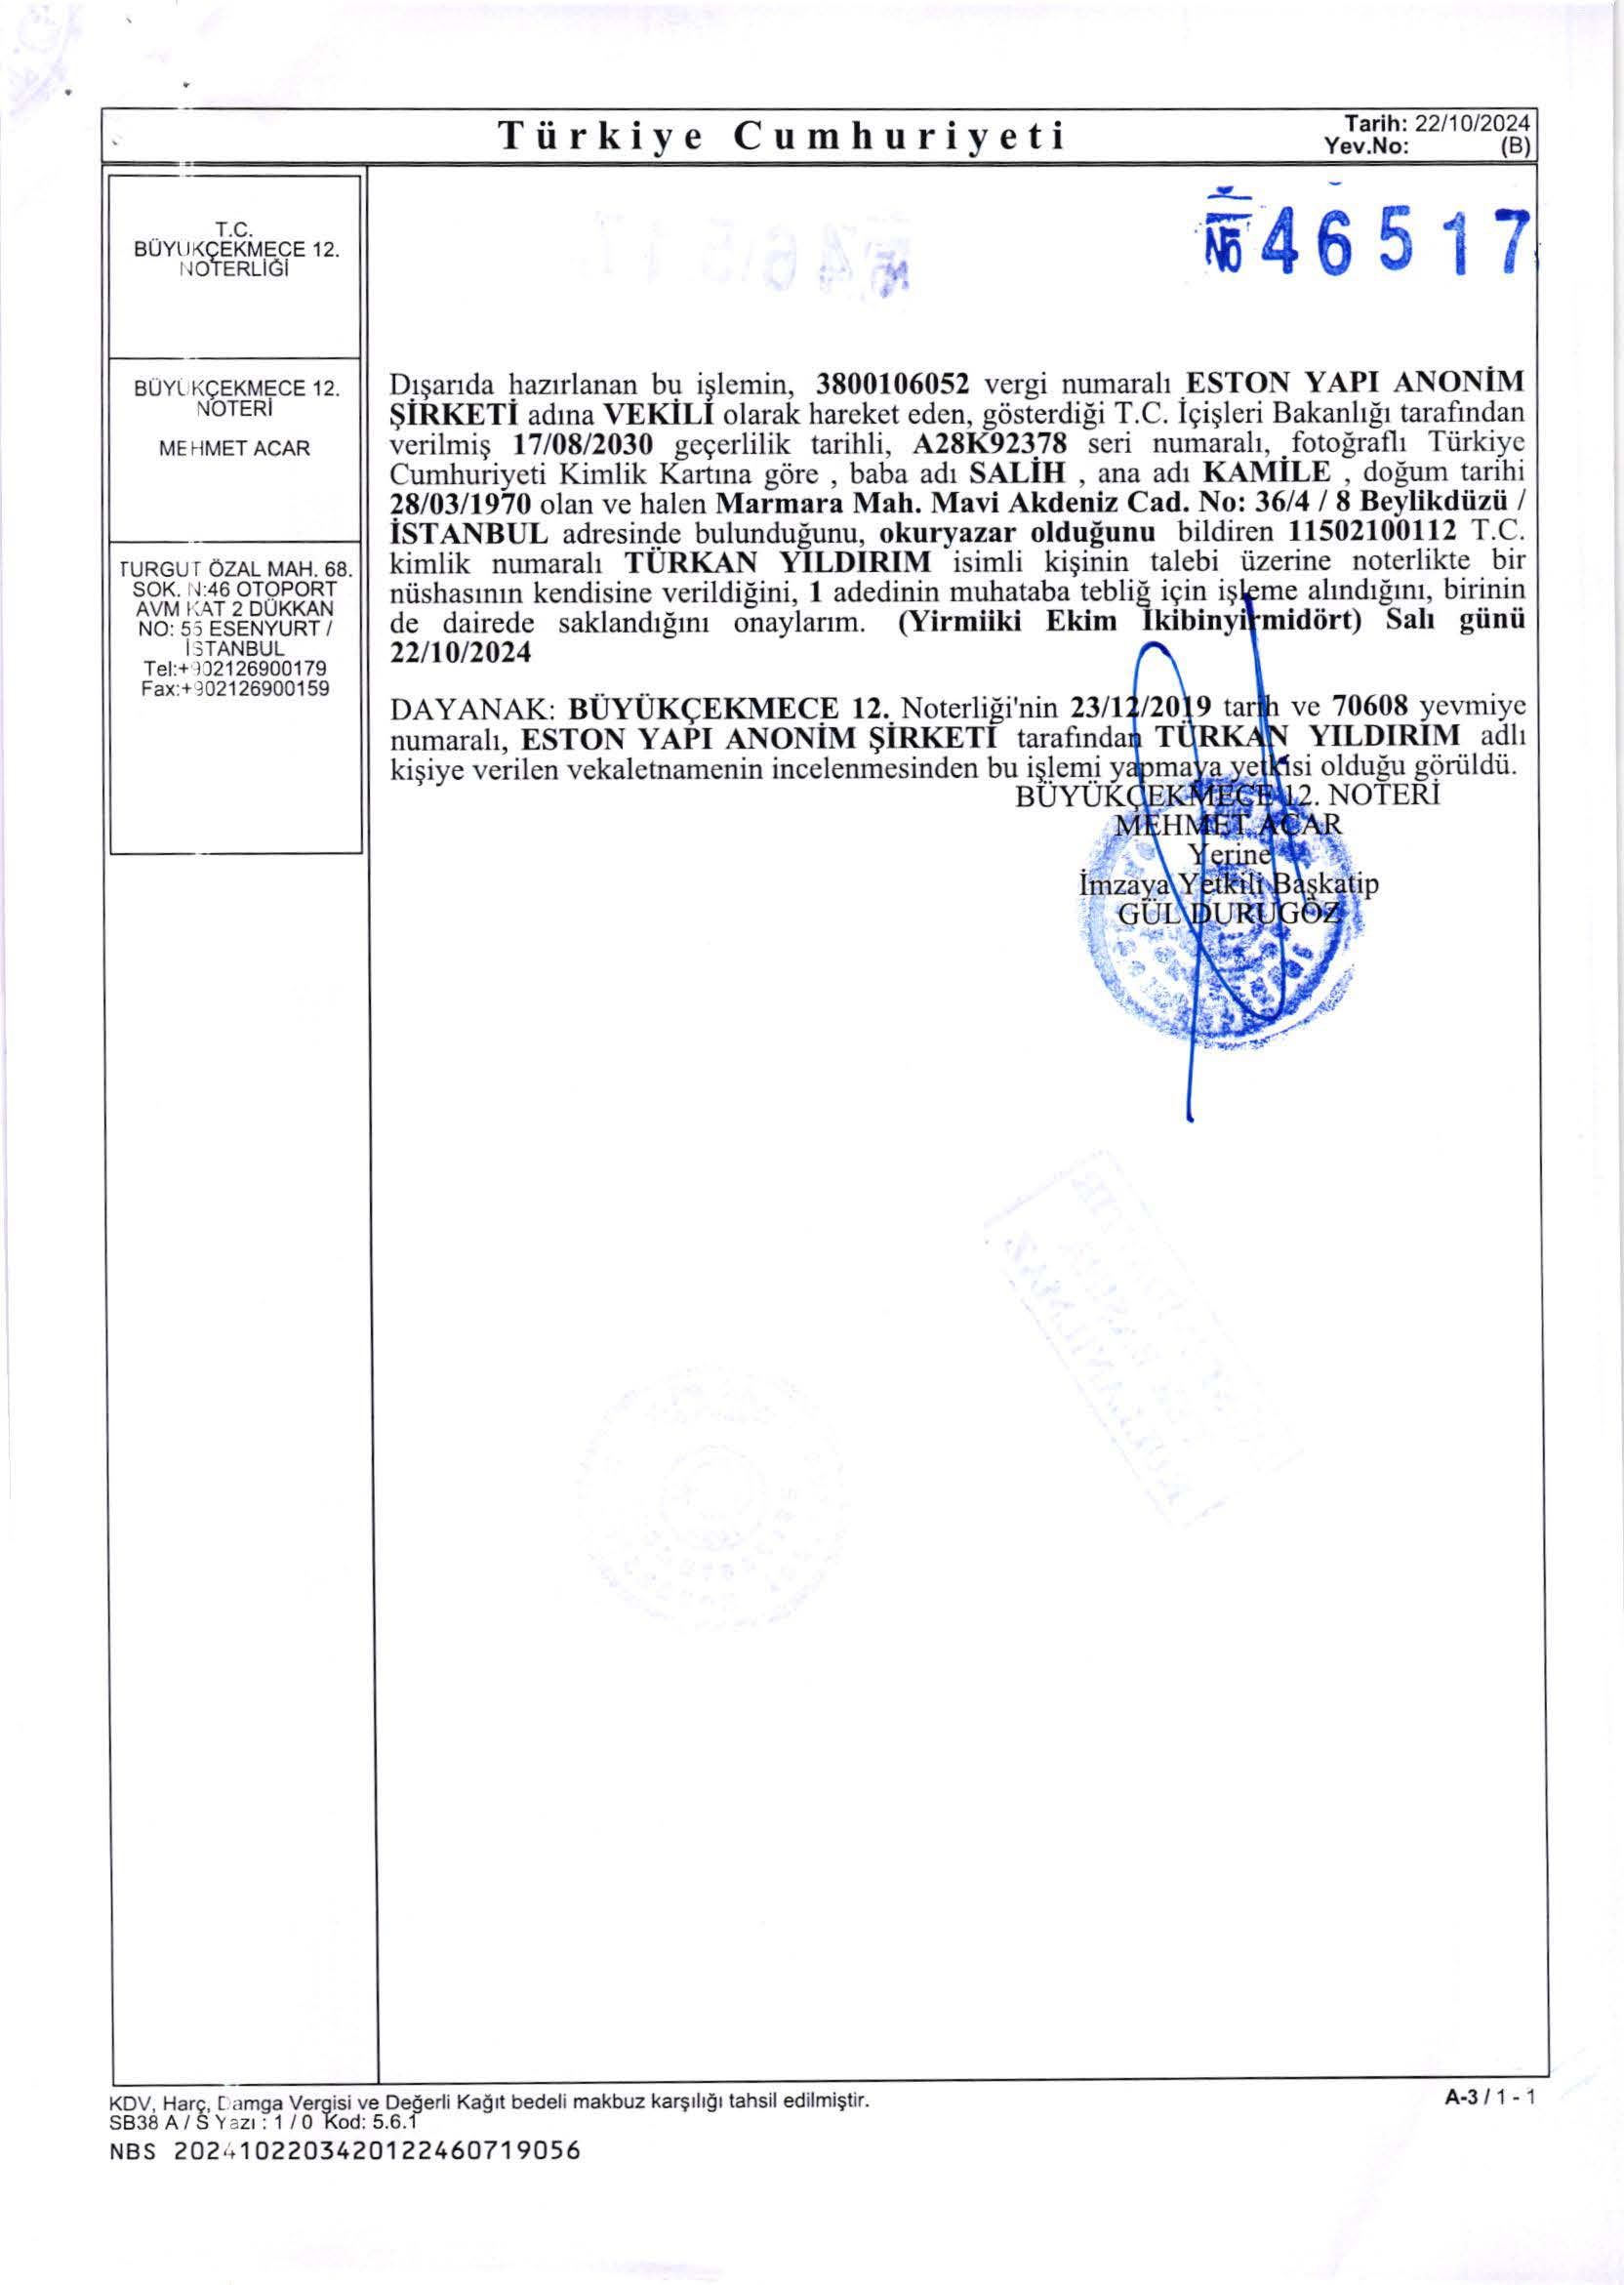 Türkiye Cumhuriyeti
Tarih: 22/10/2024
Yev.No: (B)
№ 46517
T.C.
BÜYÜKÇEKMECE 12.
NOTERLİĞİ
BÜYÜKÇEKMECE 12.
NOTERİ
MEHMET ACAR
TURGUT ÖZAL MAH. 68.
SOK. N:46 OTOPORT
AVM KAT 2 DÜKKAN
NO: 55 ESENYURT /
İSTANBUL
Tel:+902126900179
Fax:+902126900159
Dışarıda hazırlanan bu işlemin, 3800106052 vergi numaralı ESTON YAPI ANONİM
ŞİRKETİ adına VEKİLİ olarak hareket eden, gösterdiği T.C. İçişleri Bakanlığı tarafından
verilmiş 17/08/2030 geçerlilik tarihli, A28K92378 seri numaralı, fotoğraflı Türkiye
Cumhuriyeti Kimlik Kartına göre , baba adı SALİH , ana adı KAMİLE , doğum tarihi
28/03/1970 olan ve halen Marmara Mah. Mavi Akdeniz Cad. No: 36/4 / 8 Beylikdüzü /
İSTANBUL adresinde bulunduğunu, okuryazar olduğunu bildiren 11502100112 T.C.
kimlik numaralı TÜRKAN YILDIRIM isimli kişinin talebi üzerine noterlikte bir
nüshasının kendisine verildiğini, 1 adedinin muhataba tebliğ için işleme alındığını, birinin
de dairede saklandığını onaylarım. (Yirmiiki Ekim İkibinyirmidört) Salı günü
22/10/2024
DAYANAK: BÜYÜKÇEKMECE 12. Noterliği'nin 23/12/2019 tarih ve 70608 yevmiye
numaralı, ESTON YAPI ANONİM ŞİRKETİ tarafından TÜRKAN YILDIRIM adlı
kişiye verilen vekaletnamenin incelenmesinden bu işlemi yapmaya yetkisi olduğu görüldü.
BÜYÜKÇEKMECE 12. NOTERİ
MEHMET ACAR
Yerine
İmzaya Yetkili Başkatip
GÜL DURUGÖZ
KDV, Harç, Damga Vergisi ve Değerli Kağıt bedeli makbuz karşılığı tahsil edilmiştir.
SB38 A / S Yazı : 1 / 0 Kod: 5.6.1
NBS 202410220342012246​0719056
A-3 / 1 - 1